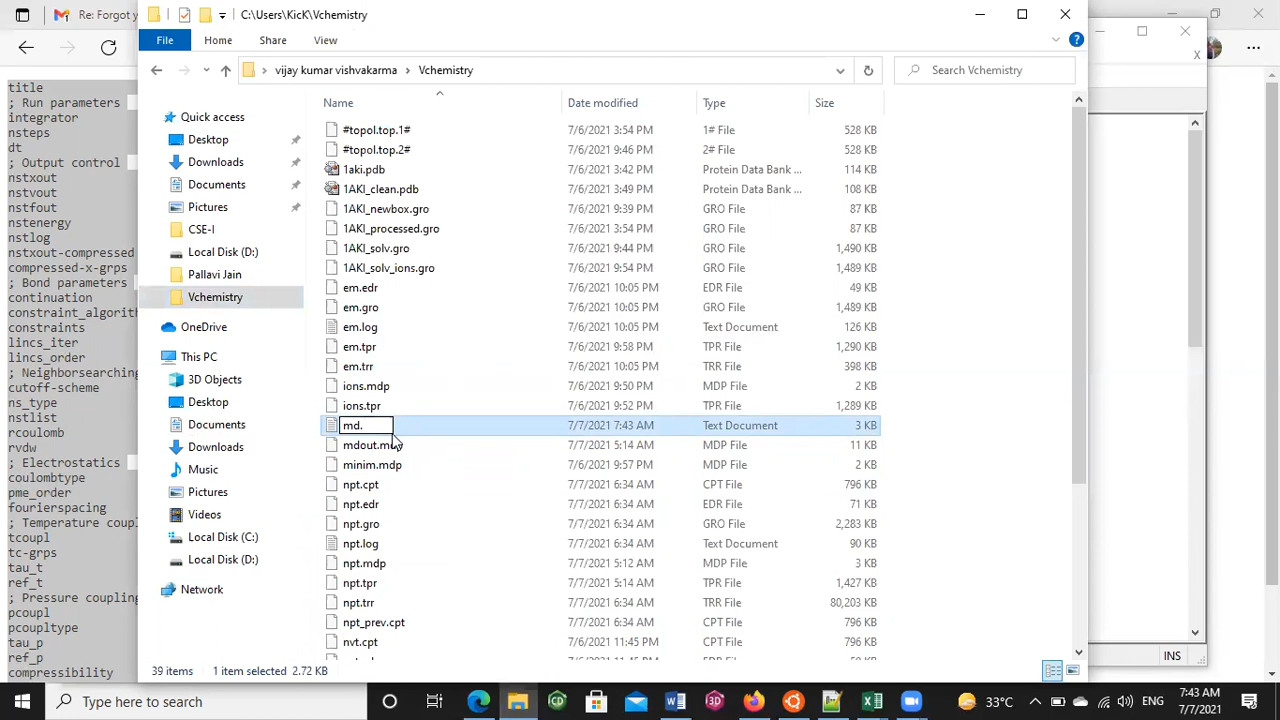 C:\Users\KicK\Vchemistry
Re: Forgot y
File Home Share View
vijay kumar vishvakarma > Vchemistry
Search Vchemistry
title
; Run parameters
integrator
nsteps
dt
; Output control
nstxout
nstvout
nstfout
nstenergy
nstlog
nstxout-compressed
compressed-x-grps
; Bond parameters
continuation
constraint_algorith
constraints
lincs_iter
lincs_order
; Neighborsearching
cutoff-scheme
ns_type
nstlist
rcoulomb
rvdw
; Electrostatics
coulombtype
pme_order
fourierspacing
; Temperature coupl
tcoupl
tc-grps
tau_t
ref_t
; Pressure coupling
pcoupl
pcoupltype
tau_p
ref_p
compressibility
Quick access
Desktop
Downloads
Documents
Pictures
CSE-I
Local Disk (D:)
Pallavi Jain
Vchemistry
OneDrive
This PC
3D Objects
Desktop
Documents
Downloads
Music
Pictures
Videos
Local Disk (C:)
Local Disk (D:)
Network
Name Date modified Type Size
#topol.top.1# 7/6/2021 3:54 PM 1# File 528 KB
#topol.top.2# 7/6/2021 9:46 PM 2# File 528 KB
1aki.pdb 7/6/2021 3:42 PM Protein Data Bank ... 114 KB
1AKI_clean.pdb 7/6/2021 3:49 PM Protein Data Bank ... 108 KB
1AKI_newbox.gro 7/6/2021 9:39 PM GRO File 87 KB
1AKI_processed.gro 7/6/2021 3:54 PM GRO File 87 KB
1AKI_solv.gro 7/6/2021 9:44 PM GRO File 1,490 KB
1AKI_solv_ions.gro 7/6/2021 9:54 PM GRO File 1,489 KB
em.edr 7/6/2021 10:05 PM EDR File 49 KB
em.gro 7/6/2021 10:05 PM GRO File 1,489 KB
em.log 7/6/2021 10:05 PM Text Document 126 KB
em.tpr 7/6/2021 9:58 PM TPR File 1,290 KB
em.trr 7/6/2021 10:05 PM TRR File 398 KB
ions.mdp 7/6/2021 9:50 PM MDP File 2 KB
ions.tpr 7/6/2021 9:52 PM TPR File 1,289 KB
md. 7/7/2021 7:43 AM Text Document 3 KB
mdout.mdp 7/7/2021 5:14 AM MDP File 11 KB
minim.mdp 7/6/2021 9:57 PM MDP File 2 KB
npt.cpt 7/7/2021 6:34 AM CPT File 796 KB
npt.edr 7/7/2021 6:34 AM EDR File 71 KB
npt.gro 7/7/2021 6:34 AM GRO File 2,283 KB
npt.log 7/7/2021 6:34 AM Text Document 90 KB
npt.mdp 7/7/2021 5:12 AM MDP File 3 KB
npt.tpr 7/7/2021 5:14 AM TPR File 1,427 KB
npt.trr 7/7/2021 6:34 AM TRR File 80,203 KB
npt_prev.cpt 7/7/2021 6:34 AM CPT File 796 KB
nvt.cpt 7/6/2021 11:45 PM CPT File 796 KB
39 items 1 item selected 2.72 KB
INS
Type here to search
33°C
ENG
7:43 AM
7/7/2021